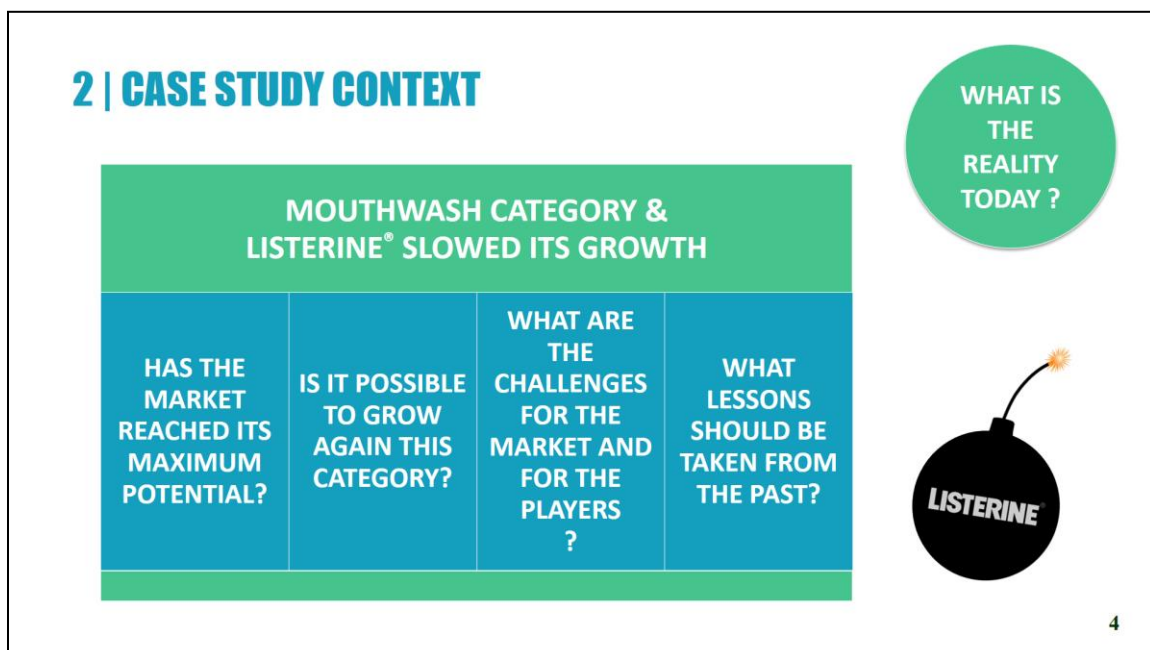 2 | CASE STUDY CONTEXT
WHAT IS
THE
REALITY
TODAY ?
MOUTHWASH CATEGORY &
LISTERINE® SLOWED ITS GROWTH
HAS THE
MARKET
REACHED ITS
MAXIMUM
POTENTIAL?
IS IT POSSIBLE
TO GROW
AGAIN THIS
CATEGORY?
WHAT ARE
THE
CHALLENGES
FOR THE
MARKET AND
FOR THE
PLAYERS
?
WHAT
LESSONS
SHOULD BE
TAKEN FROM
THE PAST?
LISTERINE®
4